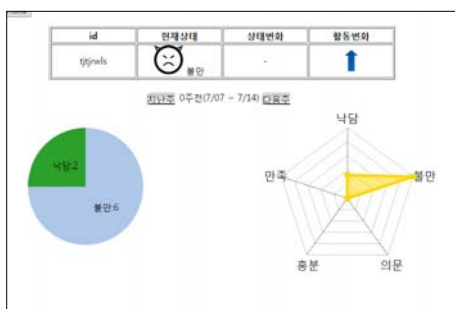 id 현재상태 상태변화 활동변화
tjtjrwls 불만 -
지난주 0주전(7/07 ~ 7/14) 다음주
낙담:2
불만:6
낙담
만족
불만
흥분
의문